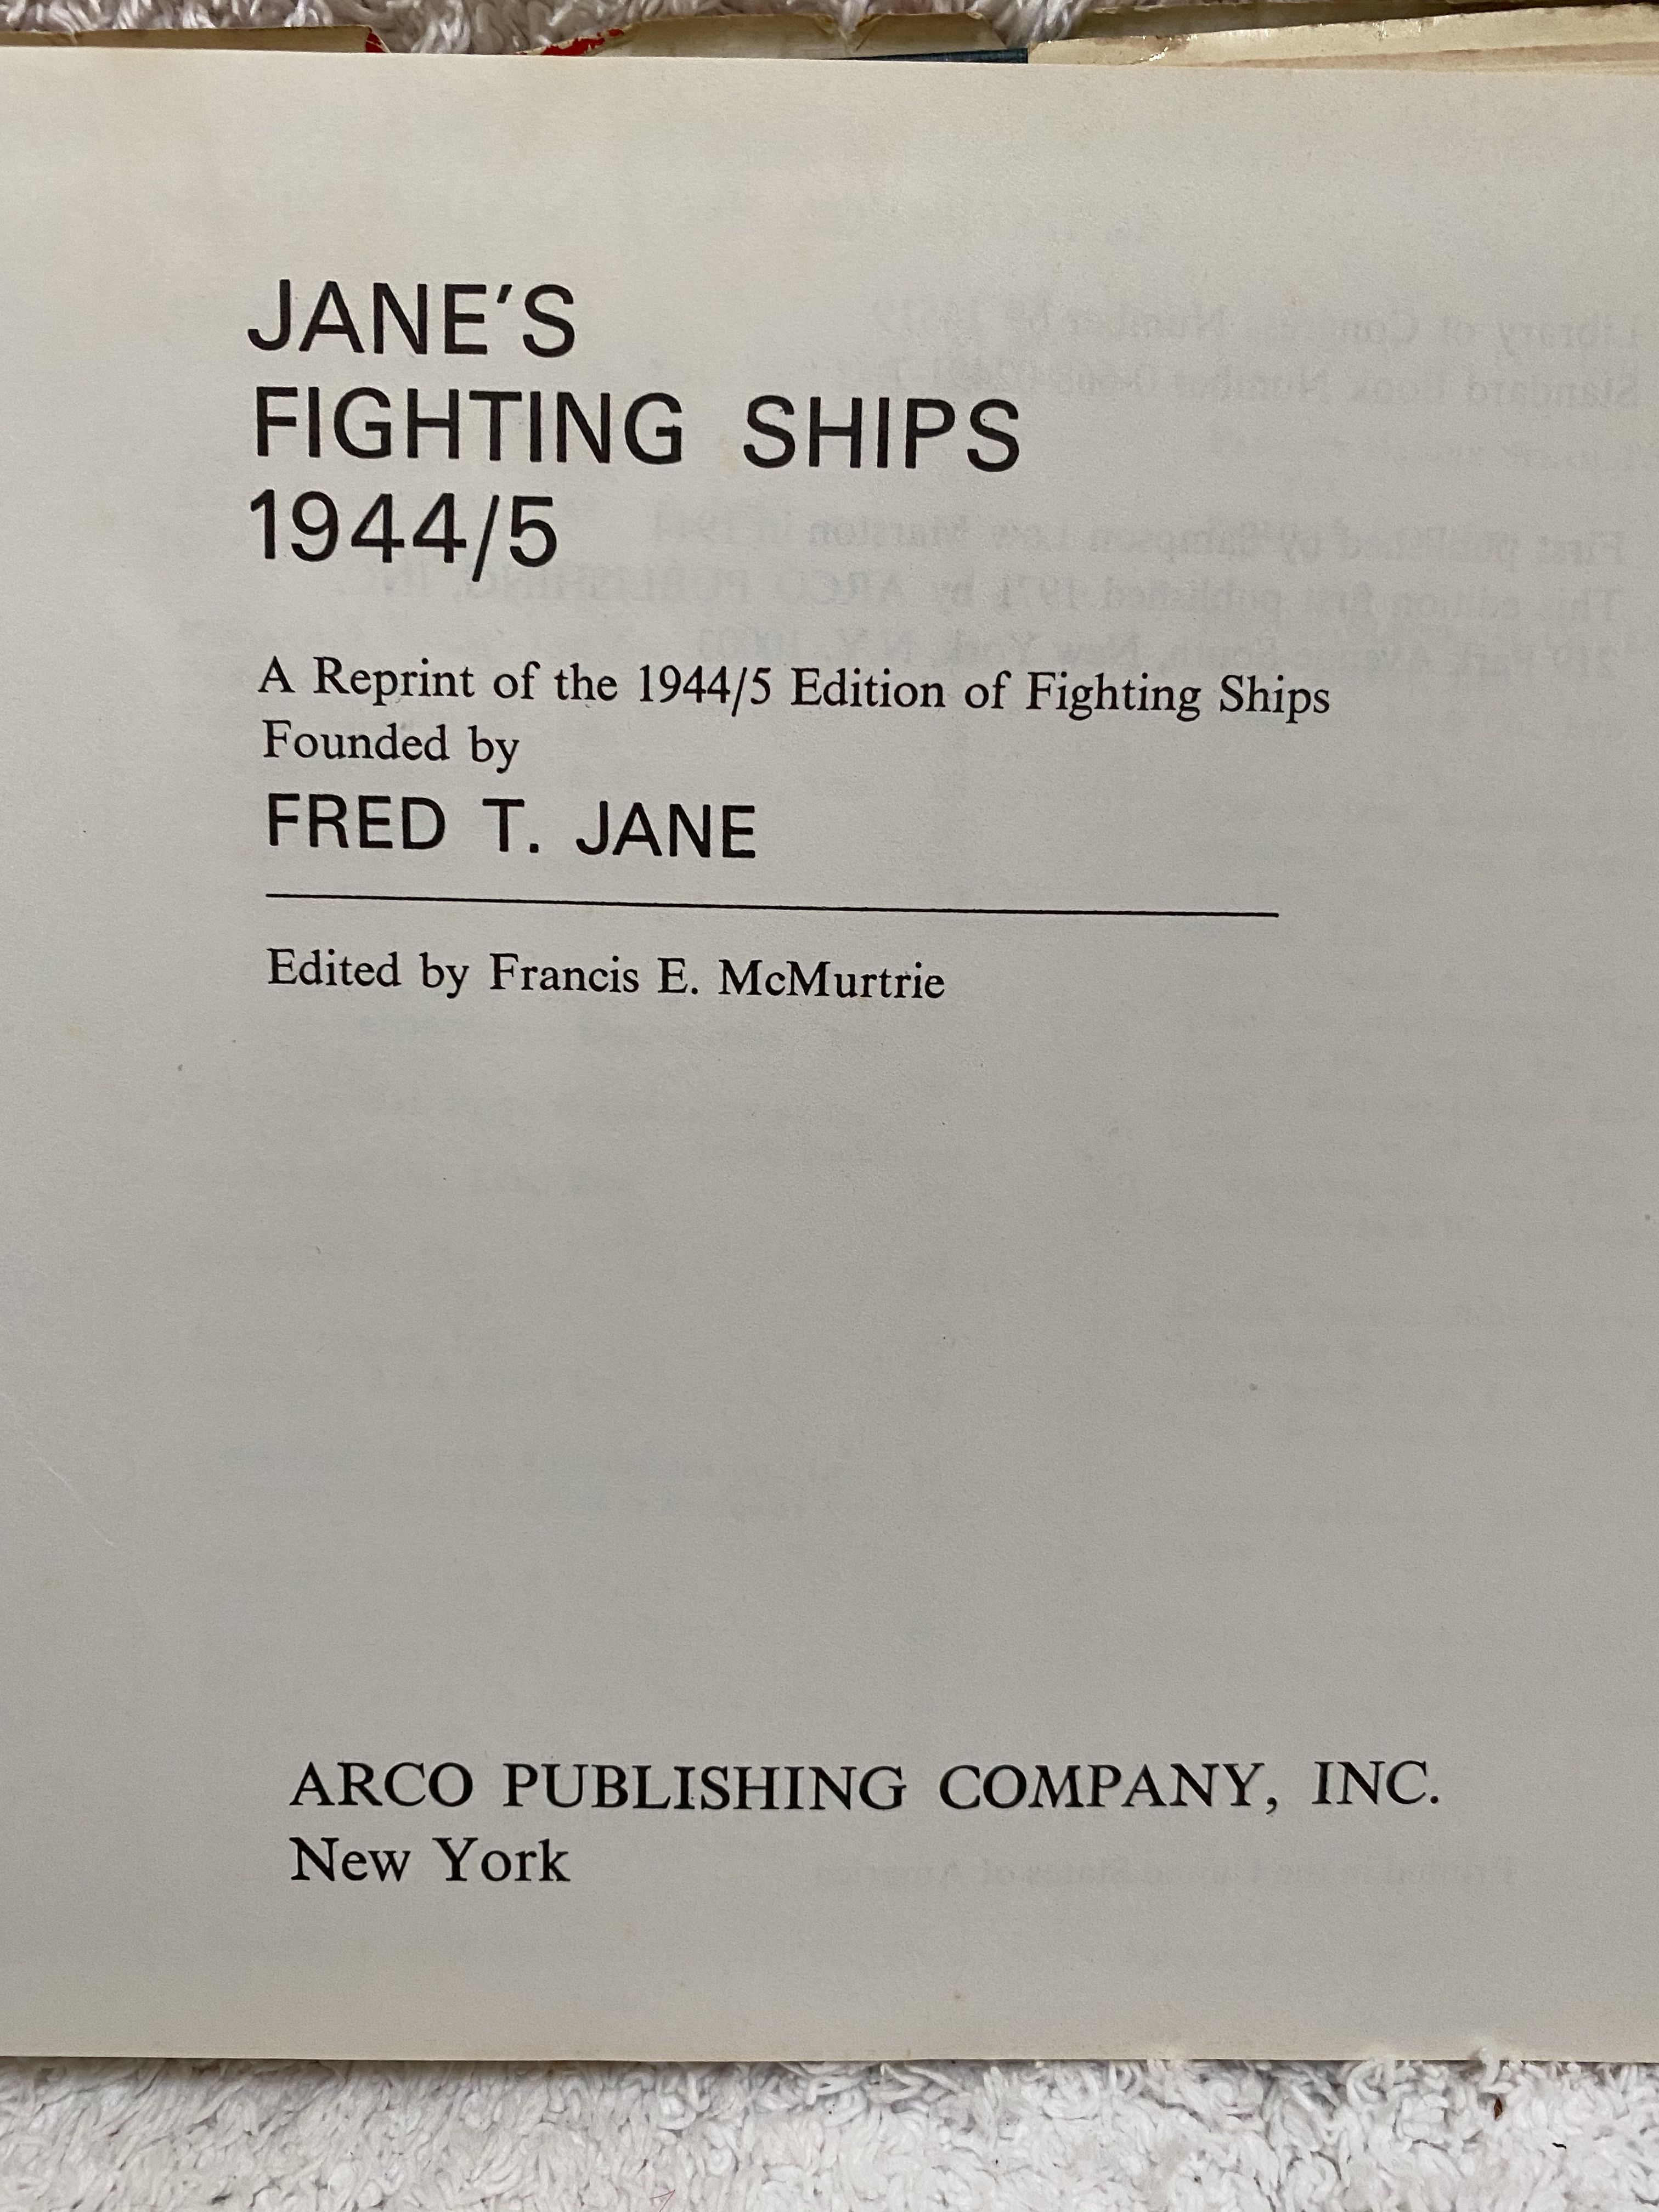 JANE'S
FIGHTING SHIPS
1944/5
A Reprint of the 1944/5 Edition of Fighting Ships
Founded by
FRED T. JANE
Edited by Francis E. McMurtrie
ARCO PUBLISHING COMPANY, INC.
New York